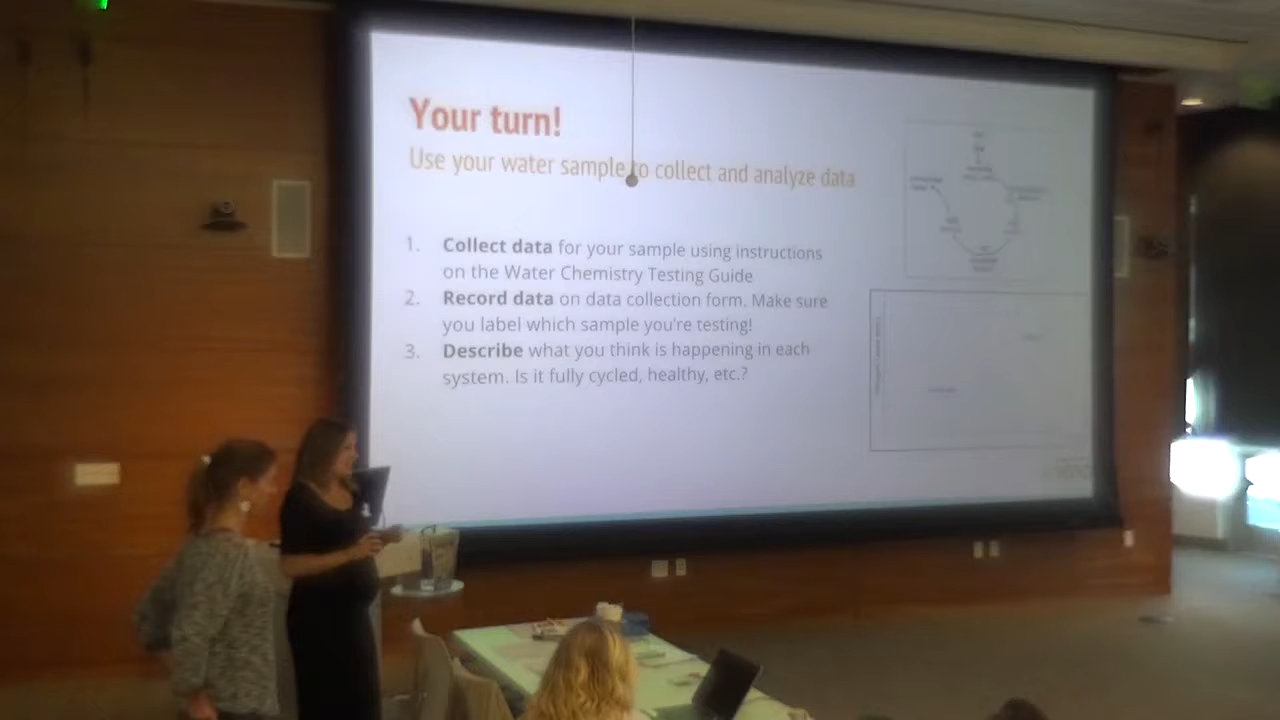 Your turn!
Use your water sample to collect and analyze data
1. Collect data for your sample using instructions
on the Water Chemistry Testing Guide
2. Record data on data collection form. Make sure
you label which sample you're testing!
3. Describe what you think is happening in each
system. Is it fully cycled, healthy, etc.?